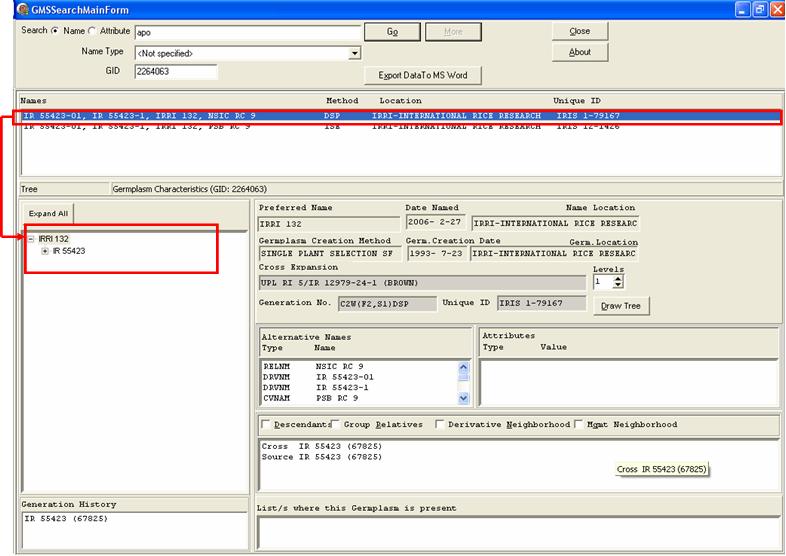 GMSSearchMainForm
Search Name Attribute apo Go More Close
Name Type <Not specified> About
GID 2264063 Export DataTo MS Word
Names Method Location Unique ID
IR 55423-01, IR 55423-1, IRRI 132, NSIC RC 9 DSP IRRI-INTERNATIONAL RICE RESEARCH IRIS 1-79167
IR 55423-01, IR 55423-1, IRRI 132, PSB RC 9 ISE IRRI-INTERNATIONAL RICE RESEARCH IRIS 12-1426
Tree Germplasm Characteristics (GID: 2264063)
Expand All
IRRI 132
IR 55423
Preferred Name Date Named Name Location
IRRI 132 2006- 2-27 IRRI-INTERNATIONAL RICE RESEARC
Germplasm Creation Method Germ.Creation Date Germ.Location
SINGLE PLANT SELECTION SF 1993- 7-23 IRRI-INTERNATIONAL RICE RESEARC
Cross Expansion Levels
UPL RI 5/IR 12979-24-1 (BROWN) 1
Generation No. C2W(F2,S1)DSP Unique ID IRIS 1-79167 Draw Tree
Alternative Names
Type Name
RELNM NSIC RC 9
DRVNM IR 55423-01
DRVNM IR 55423-1
CVNAM PSB RC 9
Attributes
Type Value
Descendants Group Relatives Derivative Neighborhood Mgmt Neighborhood
Cross IR 55423 (67825)
Source IR 55423 (67825)
Cross IR 55423 (67825)
Generation History
IR 55423 (67825)
List/s where this Germplasm is present